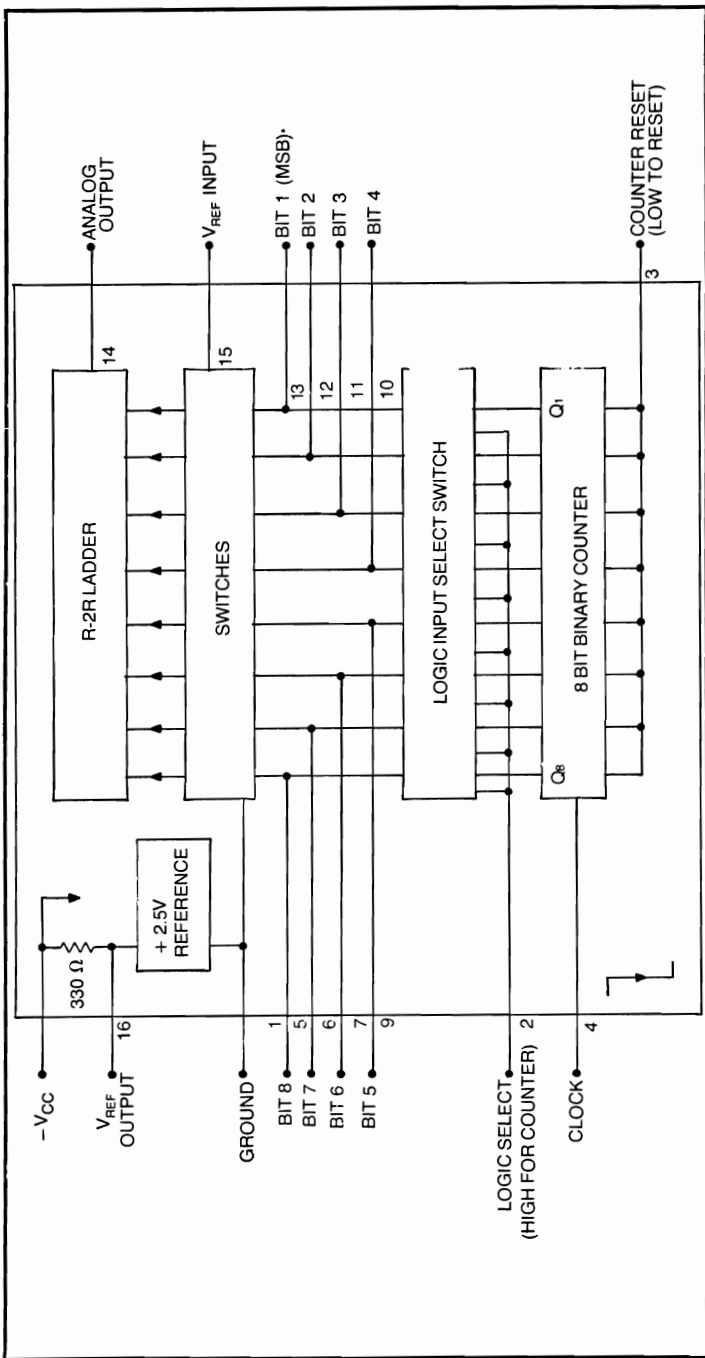 – VCC
VREF
OUTPUT
16
330 Ω
+ 2.5V
REFERENCE
GROUND
BIT 8
BIT 7
BIT 6
BIT 5
1
5
6
7
9
LOGIC SELECT
(HIGH FOR COUNTER)
2
CLOCK
4
R-2R LADDER
SWITCHES
LOGIC INPUT SELECT SWITCH
Q8
8 BIT BINARY COUNTER
Q1
14
ANALOG
OUTPUT
15
VREF INPUT
13
12
11
10
BIT 1 (MSB)•
BIT 2
BIT 3
BIT 4
3
COUNTER RESET
(LOW TO RESET)